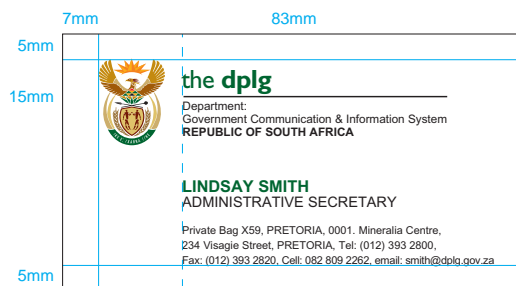 7mm 83mm
5mm
15mm
the dplg
Department:
Government Communication & Information System
REPUBLIC OF SOUTH AFRICA
LINDSAY SMITH
ADMINISTRATIVE SECRETARY
Private Bag X59, PRETORIA, 0001. Mineralia Centre,
234 Visagie Street, PRETORIA, Tel: (012) 393 2800,
Fax: (012) 393 2820, Cell: 082 809 2262, email: smith@dplg.gov.za
5mm